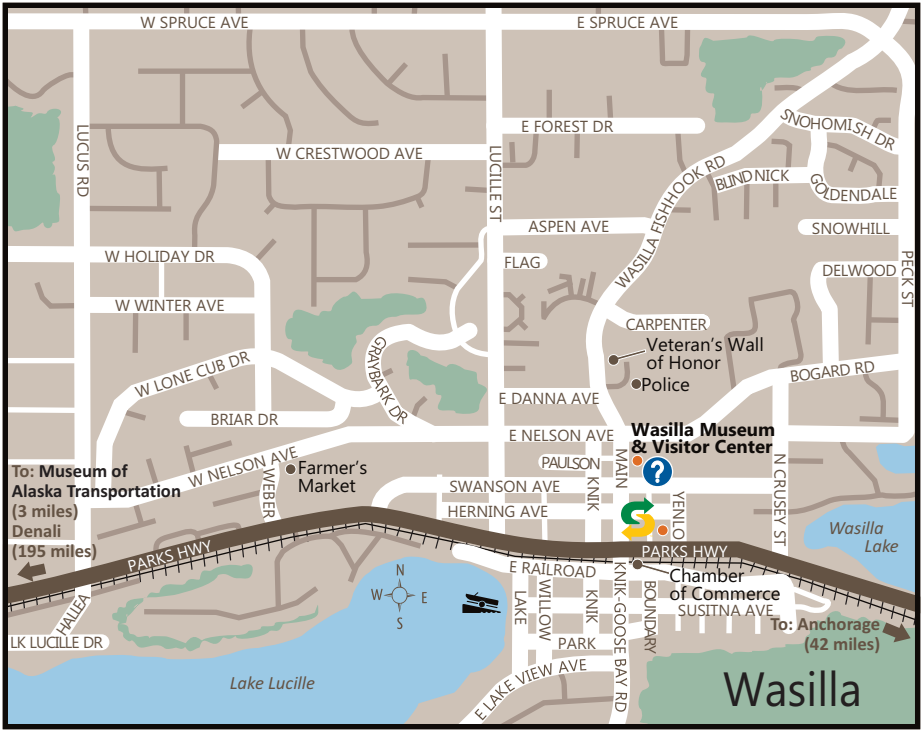 W SPRUCE AVE
E SPRUCE AVE
LUCUS RD
W CRESTWOOD AVE
LUCILLE ST
E FOREST DR
SNOHOMISH DR
WASILLA FISHHOOK RD
BLIND NICK
GOLDENDALE
ASPEN AVE
SNOWHILL
W HOLIDAY DR
FLAG
DELWOOD
PECK ST
W WINTER AVE
CARPENTER
GRAYBARK DR
Veteran's Wall
of Honor
W LONE CUB DR
BOGARD RD
Police
E DANNA AVE
BRIAR DR
Wasilla Museum
& Visitor Center
E NELSON AVE
MAIN
?
W NELSON AVE
PAULSON
KNIK
N CRUSEY ST
To: Museum of
Alaska Transportation
(3 miles)
Denali
(195 miles)
WEBER
Farmer's
Market
SWANSON AVE
YENLO
HERNING AVE
Wasilla
Lake
PARKS HWY
PARKS HWY
E RAILROAD
Chamber
of Commerce
N
W
E
S
LAKE
WILLOW
KNIK
KNIK-GOOSE BAY RD
BOUNDARY
SUSITNA AVE
To: Anchorage
(42 miles)
HALLEA
LK LUCILLE DR
PARK
E LAKE VIEW AVE
Lake Lucille
Wasilla